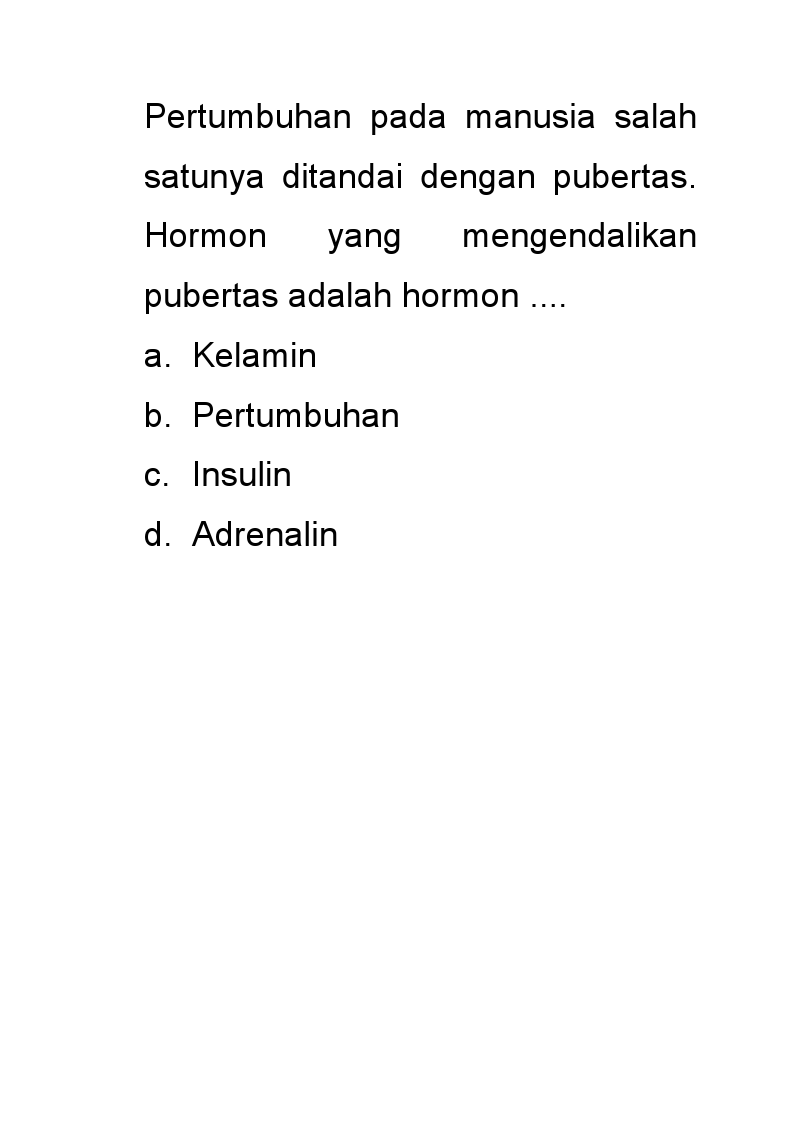 Pertumbuhan pada manusia salah
satunya ditandai dengan pubertas.
Hormon yang mengendalikan
pubertas adalah hormon ....
a. Kelamin
b. Pertumbuhan
c. Insulin
d. Adrenalin